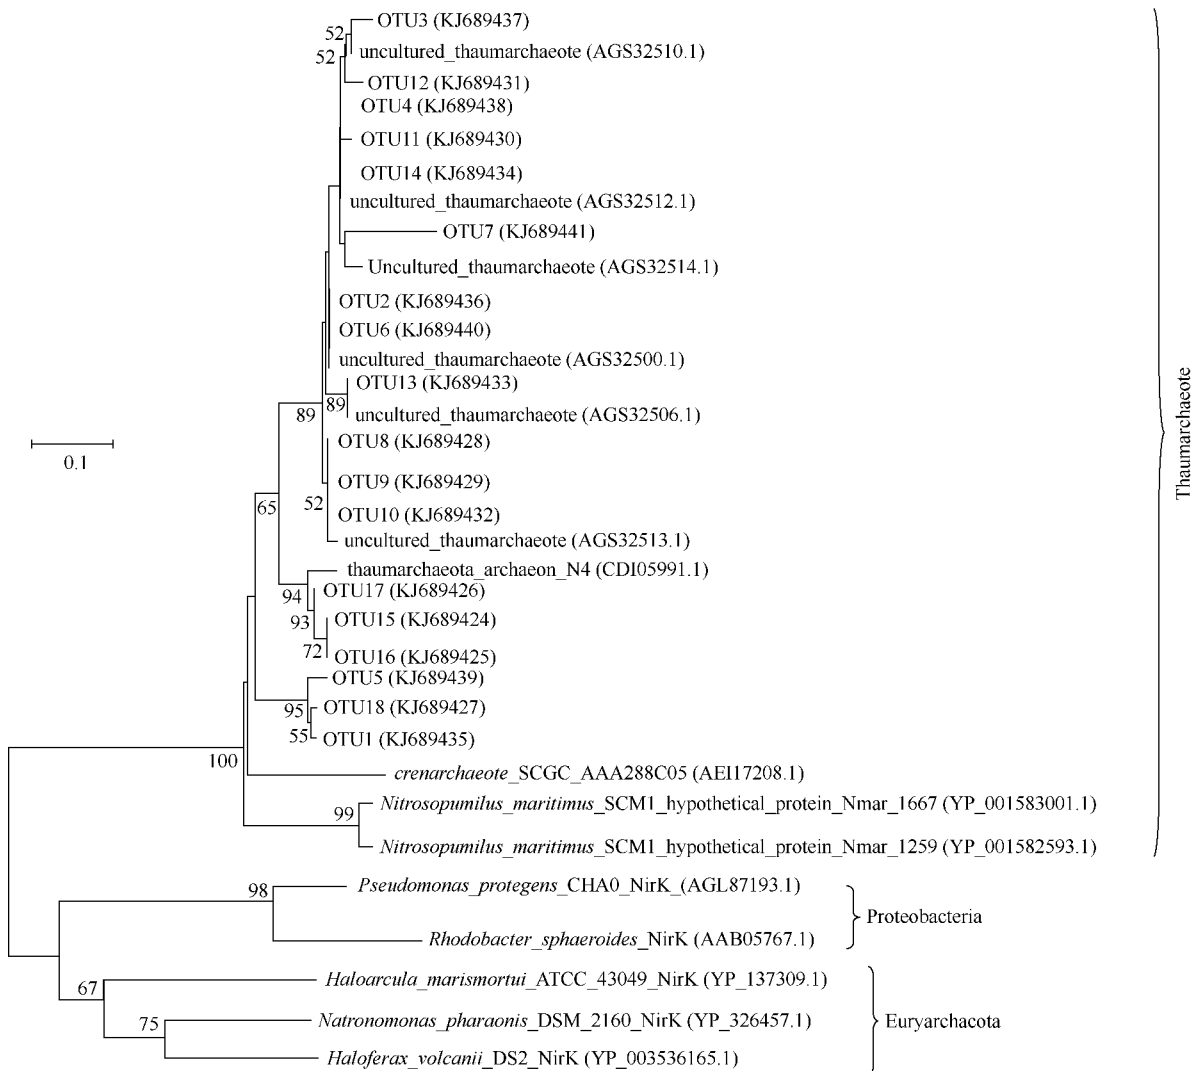 OTU3 (KJ689437)
52
uncultured_thaumarchaeote (AGS32510.1)
52
OTU12 (KJ689431)
OTU4 (KJ689438)
OTU11 (KJ689430)
OTU14 (KJ689434)
uncultured_thaumarchaeote (AGS32512.1)
OTU7 (KJ689441)
Uncultured_thaumarchaeote (AGS32514.1)
OTU2 (KJ689436)
OTU6 (KJ689440)
uncultured_thaumarchaeote (AGS32500.1)
OTU13 (KJ689433)
89
89
uncultured_thaumarchaeote (AGS32506.1)
OTU8 (KJ689428)
0.1
OTU9 (KJ689429)
52
65
OTU10 (KJ689432)
uncultured_thaumarchaeote (AGS32513.1)
thaumarchaeota_archaeon_N4 (CDI05991.1)
94
OTU17 (KJ689426)
93
OTU15 (KJ689424)
72
OTU16 (KJ689425)
OTU5 (KJ689439)
95
OTU18 (KJ689427)
55
OTU1 (KJ689435)
100
crenarchaeote_SCGC_AAA288C05 (AEI17208.1)
Nitrosopumilus_maritimus_SCM1_hypothetical_protein_Nmar_1667 (YP_001583001.1)
99
Nitrosopumilus_maritimus_SCM1_hypothetical_protein_Nmar_1259 (YP_001582593.1)
Thaumarchaeote
98
Pseudomonas_protegens_CHA0_NirK_(AGL87193.1)
Rhodobacter_sphaeroides_NirK (AAB05767.1)
Proteobacteria
67
Haloarcula_marismortui_ATCC_43049_NirK (YP_137309.1)
75
Natronomonas_pharaonis_DSM_2160_NirK (YP_326457.1)
Haloferax_volcanii_DS2_NirK (YP_003536165.1)
Euryarchacota